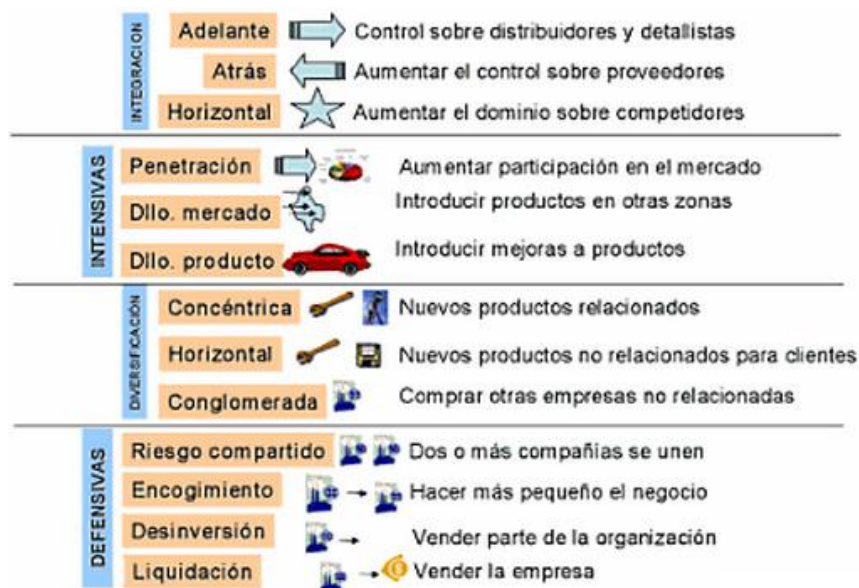 INTEGRACION
Adelante Control sobre distribuidores y detallistas
Atrás Aumentar el control sobre proveedores
Horizontal Aumentar el dominio sobre competidores
INTENSIVAS
Penetración Aumentar participación en el mercado
Dllo. mercado Introducir productos en otras zonas
Dllo. producto Introducir mejoras a productos
DIVERSIFICACIÓN
Concéntrica Nuevos productos relacionados
Horizontal Nuevos productos no relacionados para clientes
Conglomerada Comprar otras empresas no relacionadas
DEFENSIVAS
Riesgo compartido Dos o más compañías se unen
Encogimiento Hacer más pequeño el negocio
Desinversión Vender parte de la organización
Liquidación Vender la empresa